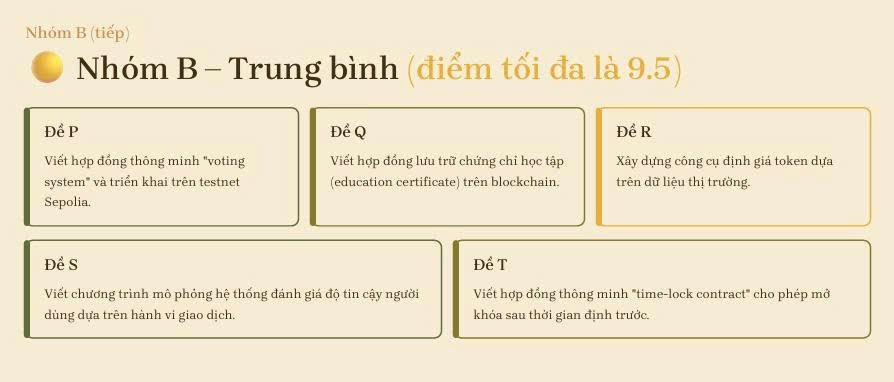 Nhóm B (tiếp)
Nhóm B – Trung bình (điểm tối đa là 9.5)
Đề P
Viết hợp đồng thông minh "voting
system" và triển khai trên testnet
Sepolia.
Đề Q
Viết hợp đồng lưu trữ chứng chỉ học tập
(education certificate) trên blockchain.
Đề R
Xây dựng công cụ định giá token dựa
trên dữ liệu thị trường.
Đề S
Viết chương trình mô phỏng hệ thống đánh giá độ tin cậy người
dùng dựa trên hành vi giao dịch.
Đề T
Viết hợp đồng thông minh "time-lock contract" cho phép mở
khóa sau thời gian định trước.